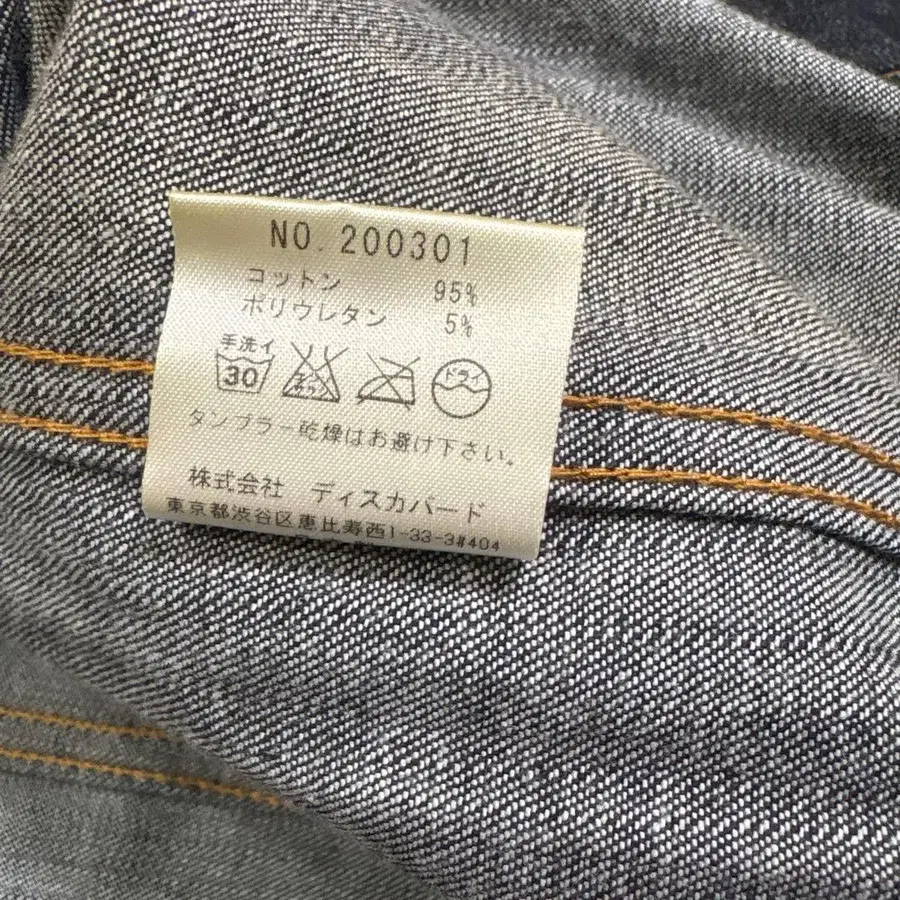 NO. 200301
コットン 95%
ポリウレタン 5%
手洗イ
30
ドライ
タンブラー乾燥はお避け下さい。
株式会社 ディスカバード
東京都渋谷区恵比寿西1-33-3#404